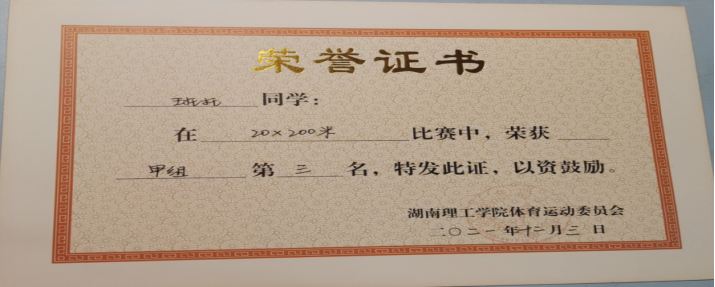 荣誉证书
同学：
在 20×200米 比赛中，荣获
甲组 第 三 名，特发此证，以资鼓励。
湖南理工学院体育运动委员会
二〇二一年十二月三日